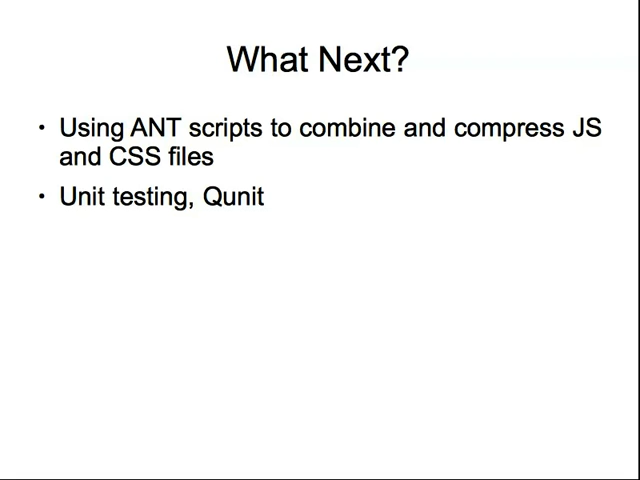 What Next?
• Using ANT scripts to combine and compress JS
and CSS files
• Unit testing, Qunit